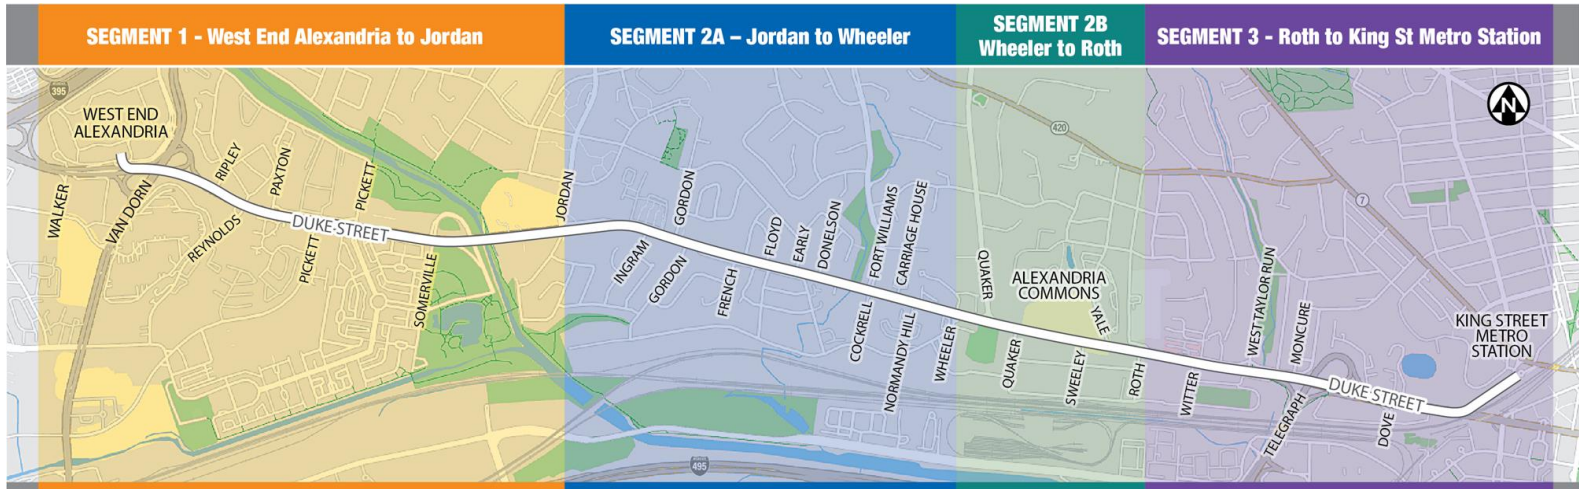 SEGMENT 1 - West End Alexandria to Jordan
SEGMENT 2A – Jordan to Wheeler
SEGMENT 2B
Wheeler to Roth
SEGMENT 3 - Roth to King St Metro Station
395
WEST END
ALEXANDRIA
WALKER
VAN DORN
RIPLEY
REYNOLDS
PAXTON
DUKE STREET
PICKETT
PICKETT
SOMERVILLE
JORDAN
INGRAM
GORDON
GORDON
FRENCH
FLOYD
EARLY
DONELSON
FORT WILLIAMS
CARRIAGE HOUSE
COCKRELL
NORMANDY HILL
WHEELER
495
420
QUAKER
QUAKER
ALEXANDRIA
COMMONS
YALE
SWEELEY
ROTH
WITTER
WEST TAYLOR RUN
MONCURE
TELEGRAPH
DUKE STREET
DOVE
7
N
KING STREET
METRO
STATION